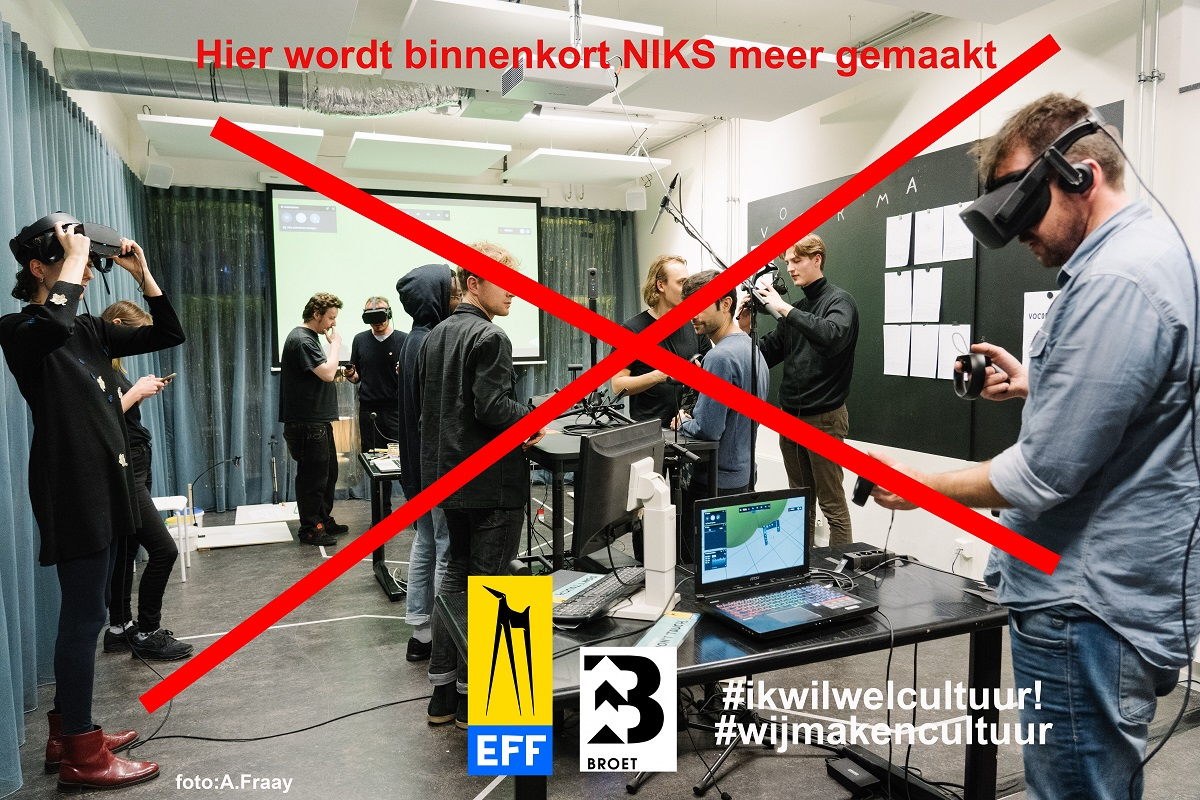 Hier wordt binnenkort NIKS meer gemaakt
V O O R M A
EFF
BROET
#ikwilwelcultuur!
#wijmakencultuur
foto:A.Fraay